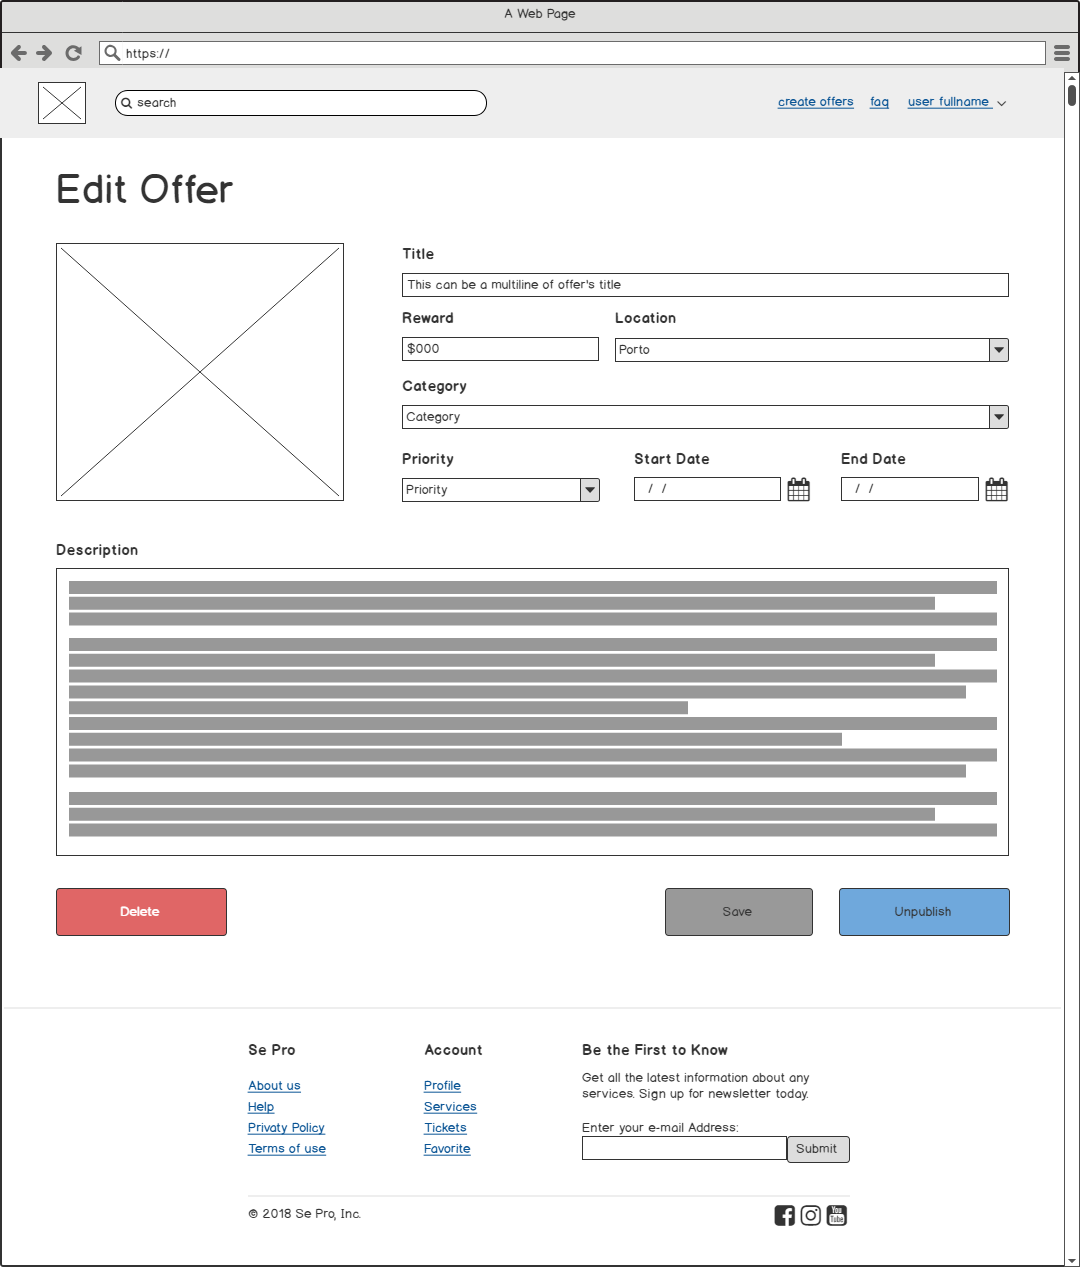 A Web Page
https://
search
create offers faq user fullname
Edit Offer
Title
This can be a multiline of offer's title
Reward Location
$000 Porto
Category
Category
Priority Start Date End Date
Priority / / / /
Description
Delete Save Unpublish
Se Pro Account Be the First to Know
Get all the latest information about any
services. Sign up for newsletter today.
About us Profile
Help Services
Privaty Policy Tickets Enter your e-mail Address:
Terms of use Favorite Submit
© 2018 Se Pro, Inc. You Tube